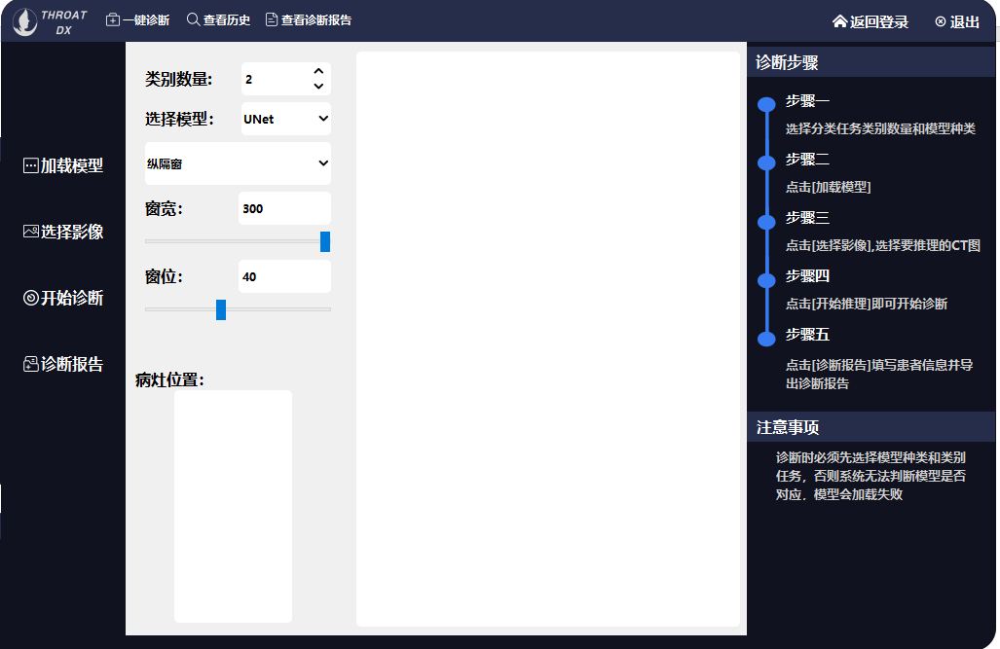 THROAT
DX
一键诊断
查看历史
查看诊断报告
返回登录
退出
加载模型
选择影像
开始诊断
诊断报告
类别数量:
2
选择模型:
UNet
纵隔窗
窗宽:
300
窗位:
40
病灶位置:
诊断步骤
步骤一
选择分类任务类别数量和模型种类
步骤二
点击[加载模型]
步骤三
点击[选择影像],选择要推理的CT图
步骤四
点击[开始推理]即可开始诊断
步骤五
点击[诊断报告]填写患者信息并导
出诊断报告
注意事项
诊断时必须先选择模型种类和类别
任务，否则系统无法判断模型是否
对应，模型会加载失败